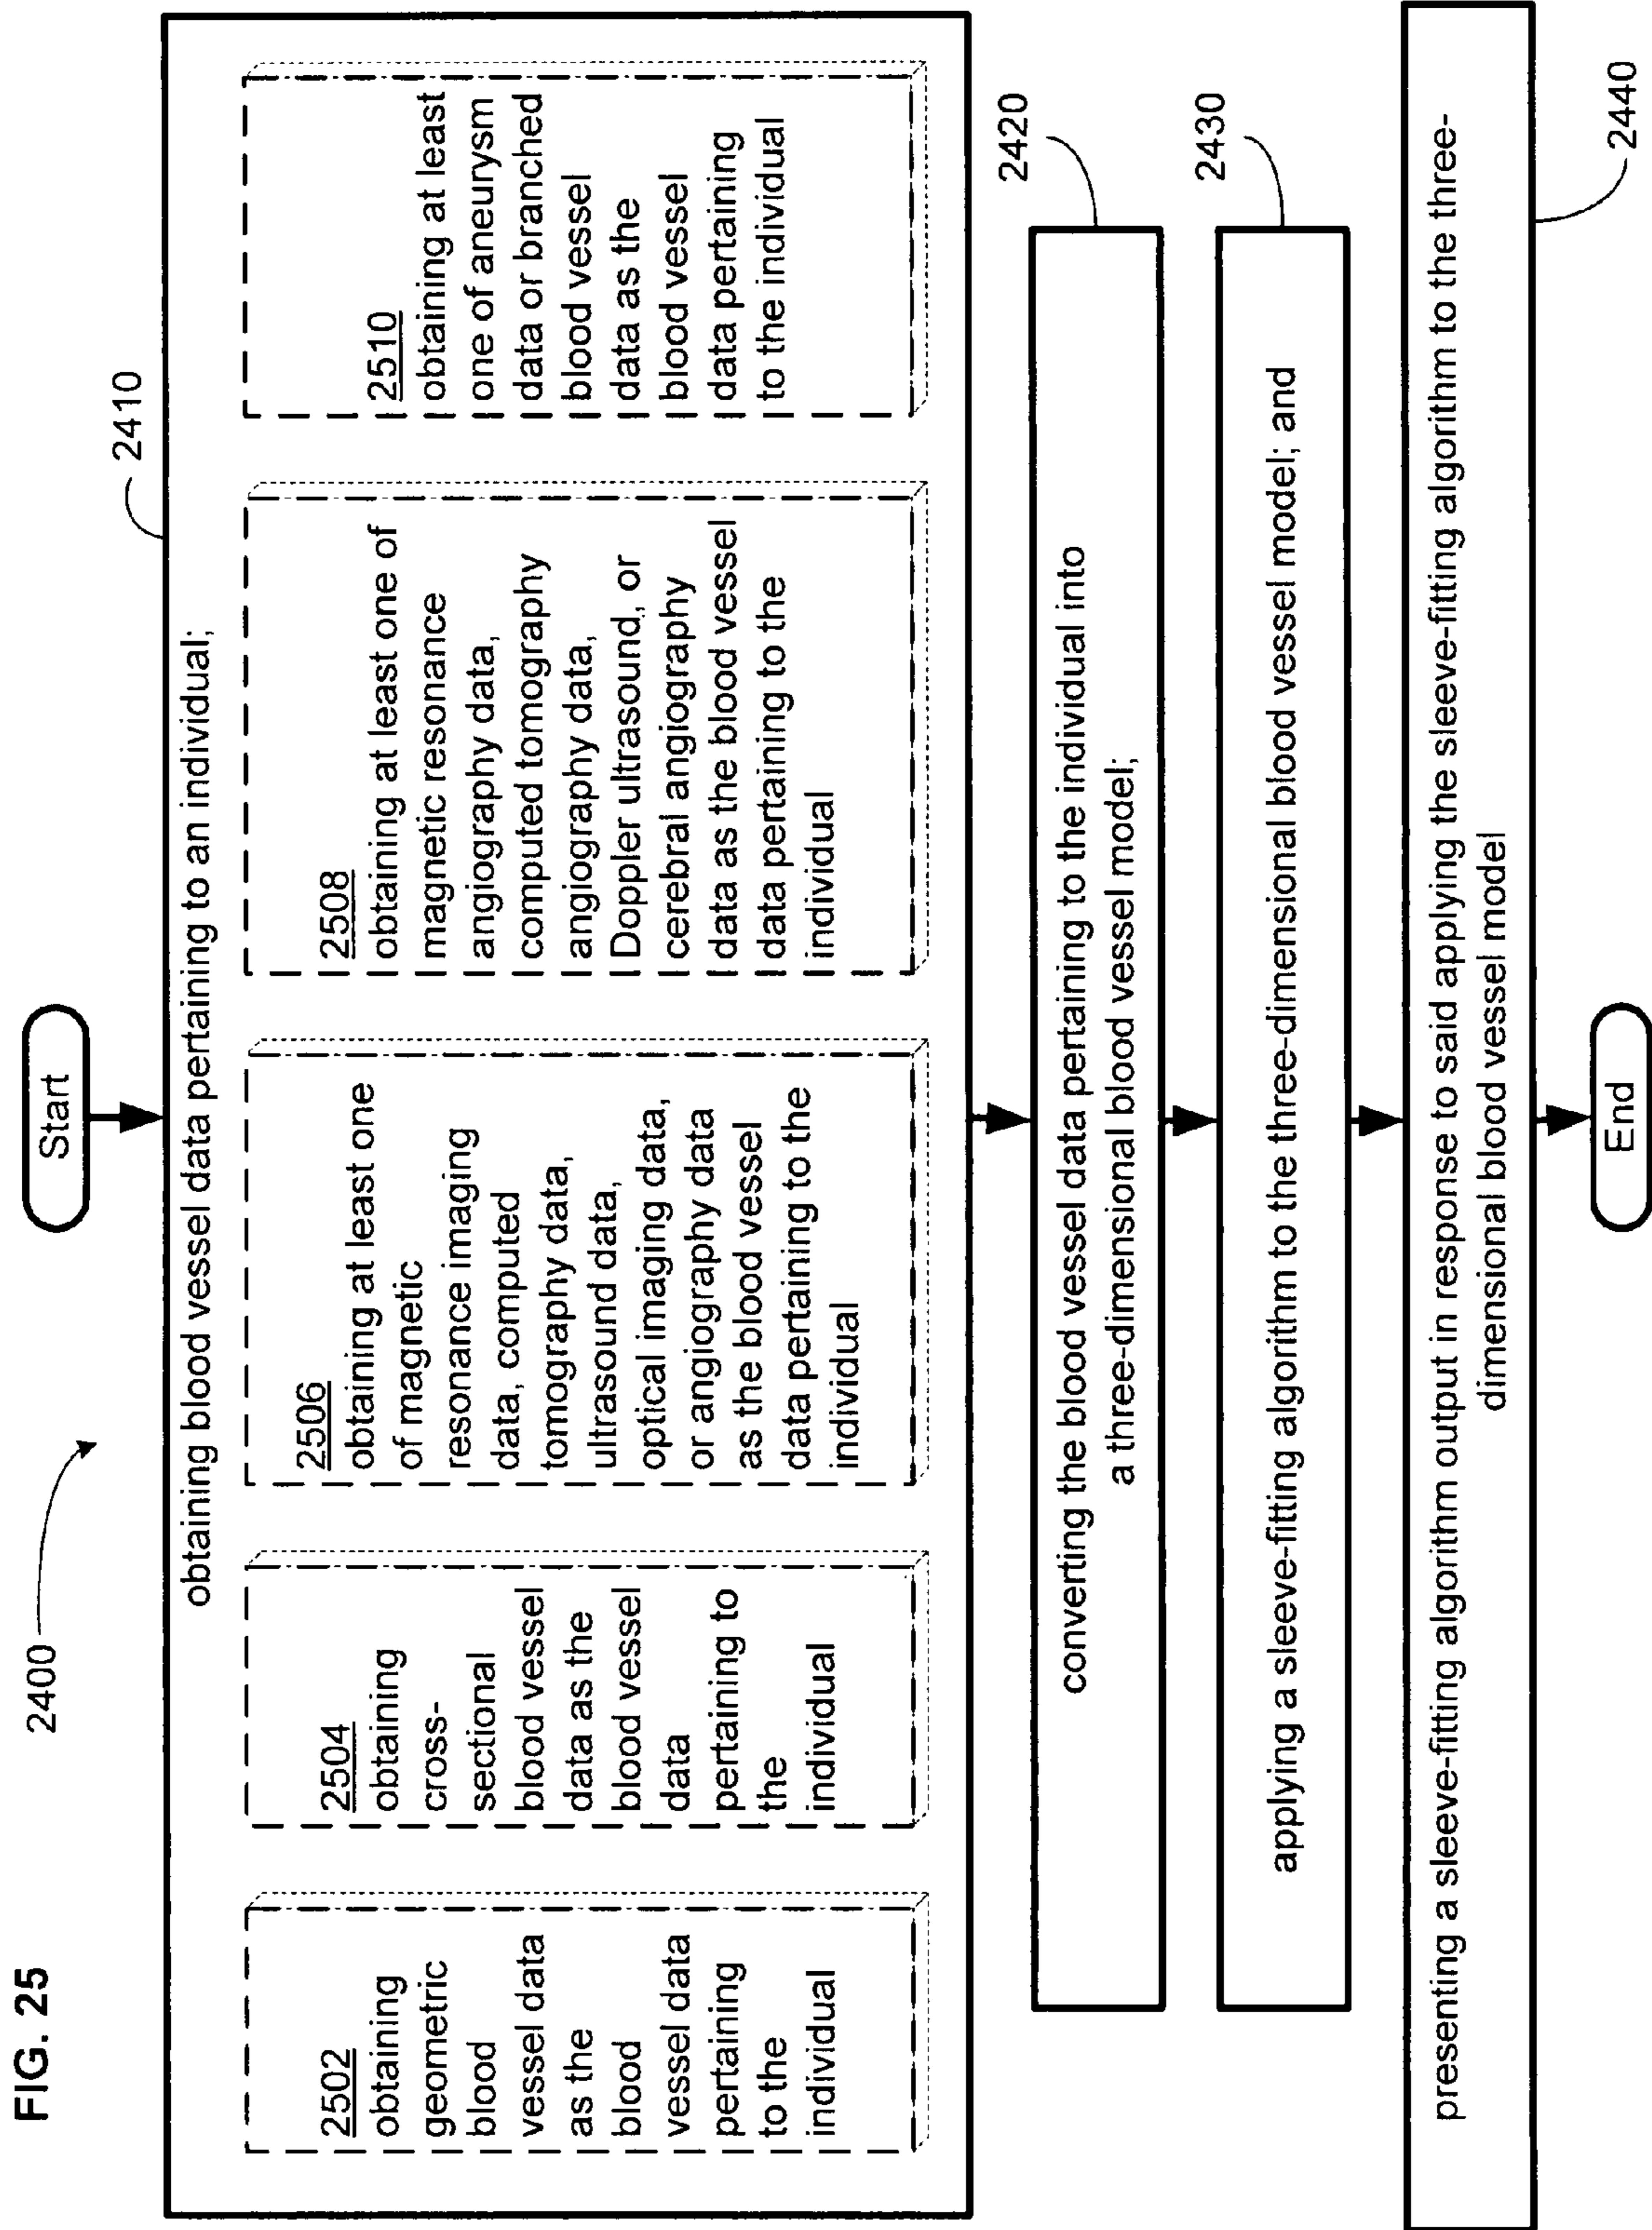 FIG. 25
2400
Start
2410
obtaining blood vessel data pertaining to an individual;
2502
obtaining
geometric
blood
vessel data
as the
blood
vessel data
pertaining
to the
individual
2504
obtaining
cross-
sectional
blood vessel
data as the
blood vessel
data
pertaining to
the
individual
2506
obtaining at least one
of magnetic
resonance imaging
data, computed
tomography data,
ultrasound data,
optical imaging data,
or angiography data
as the blood vessel
data pertaining to the
individual
2508
obtaining at least one of
magnetic resonance
angiography data,
computed tomography
angiography data,
Doppler ultrasound, or
cerebral angiography
data as the blood vessel
data pertaining to the
individual
2510
obtaining at least
one of aneurysm
data or branched
blood vessel
data as the
blood vessel
data pertaining
to the individual
2420
converting the blood vessel data pertaining to the individual into
a three-dimensional blood vessel model;
2430
applying a sleeve-fitting algorithm to the three-dimensional blood vessel model; and
presenting a sleeve-fitting algorithm output in response to said applying the sleeve-fitting algorithm to the three-
dimensional blood vessel model
2440
End